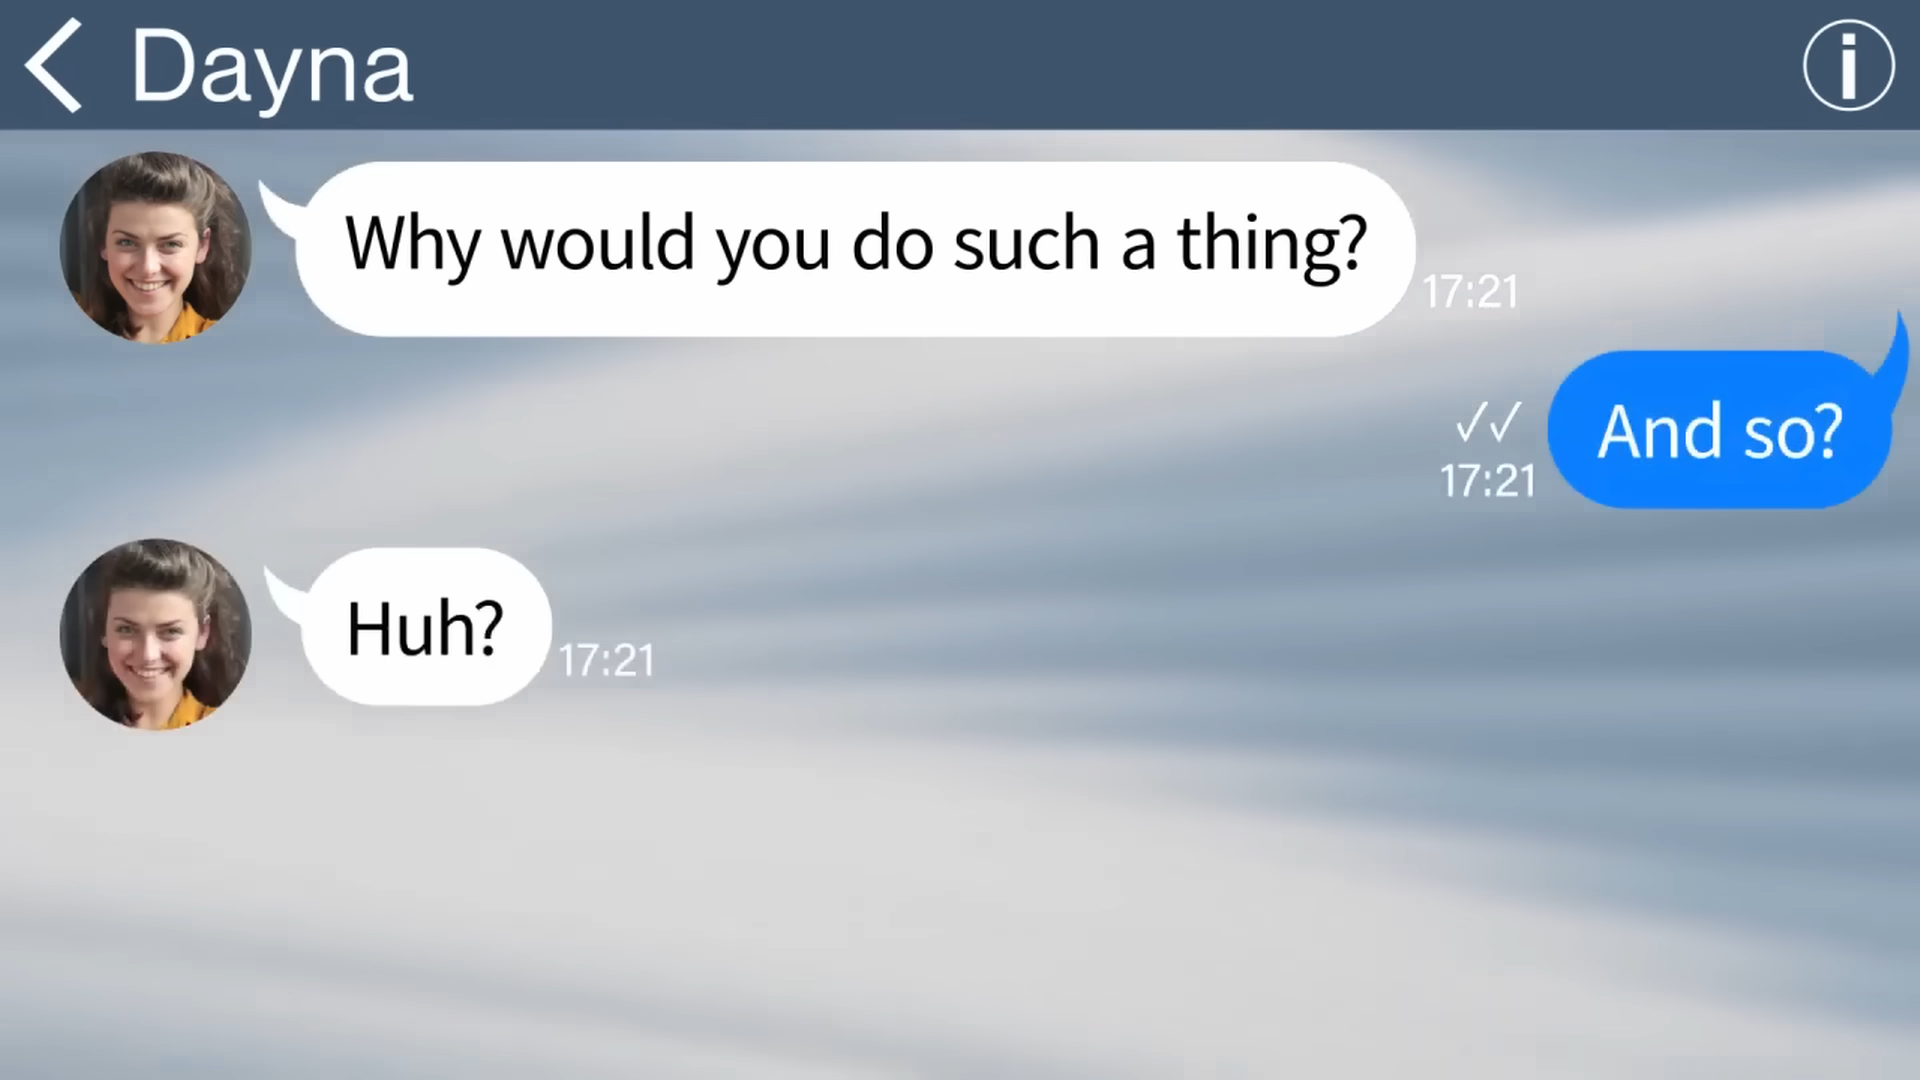 Dayna
Why would you do such a thing?
17:21
✓✓
And so?
17:21
Huh?
17:21